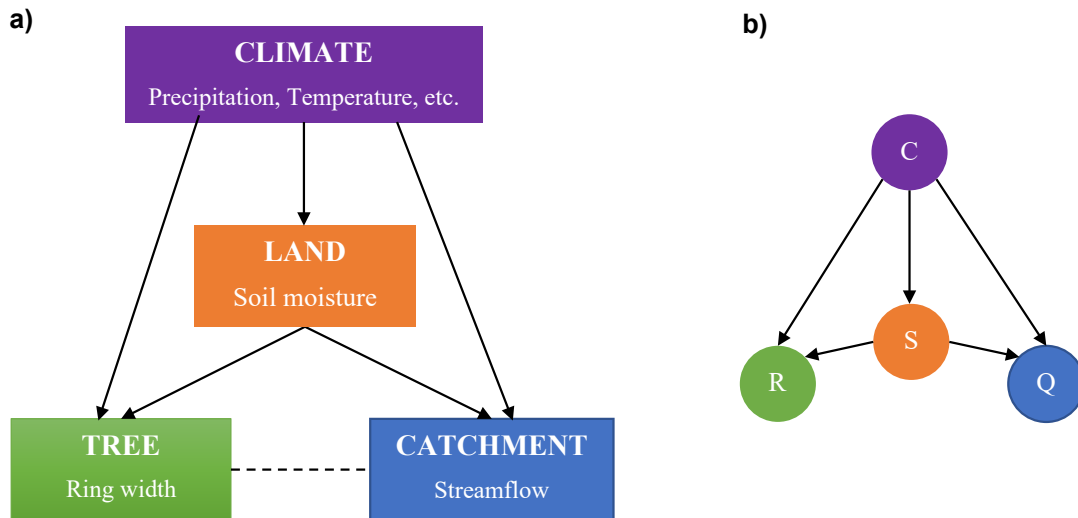 a)
CLIMATE
Precipitation, Temperature, etc.
LAND
Soil moisture
TREE
Ring width
CATCHMENT
Streamflow
b)
C
S
R
Q